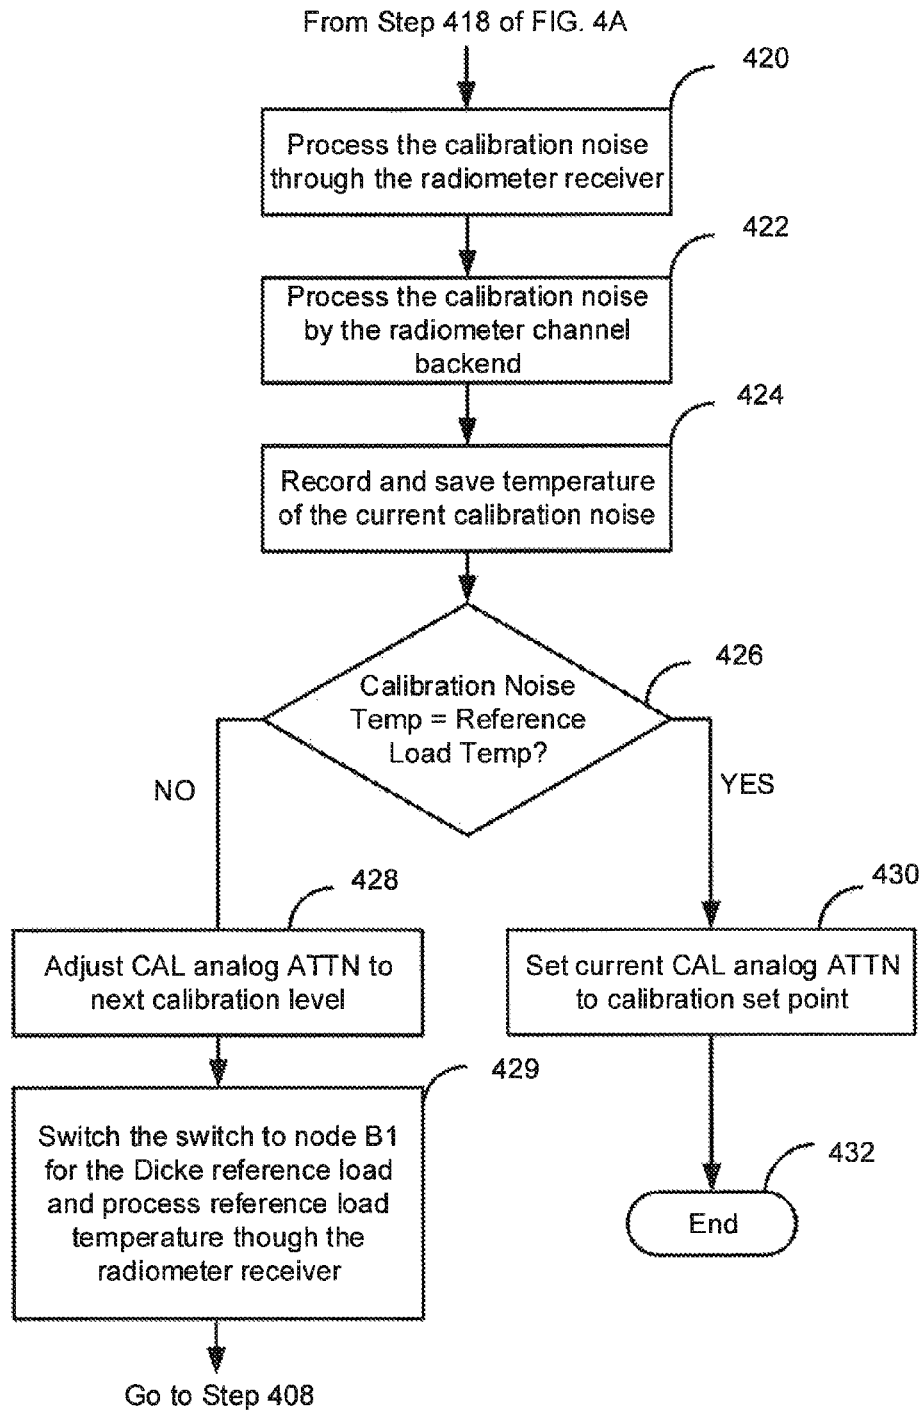 From Step 418 of FIG. 4A
420
Process the calibration noise
through the radiometer receiver
422
Process the calibration noise
by the radiometer channel
backend
424
Record and save temperature
of the current calibration noise
426
Calibration Noise
Temp = Reference
Load Temp?
NO
YES
428
Adjust CAL analog ATTN to
next calibration level
430
Set current CAL analog ATTN
to calibration set point
429
Switch the switch to node B1
for the Dicke reference load
and process reference load
temperature though the
radiometer receiver
432
End
Go to Step 408